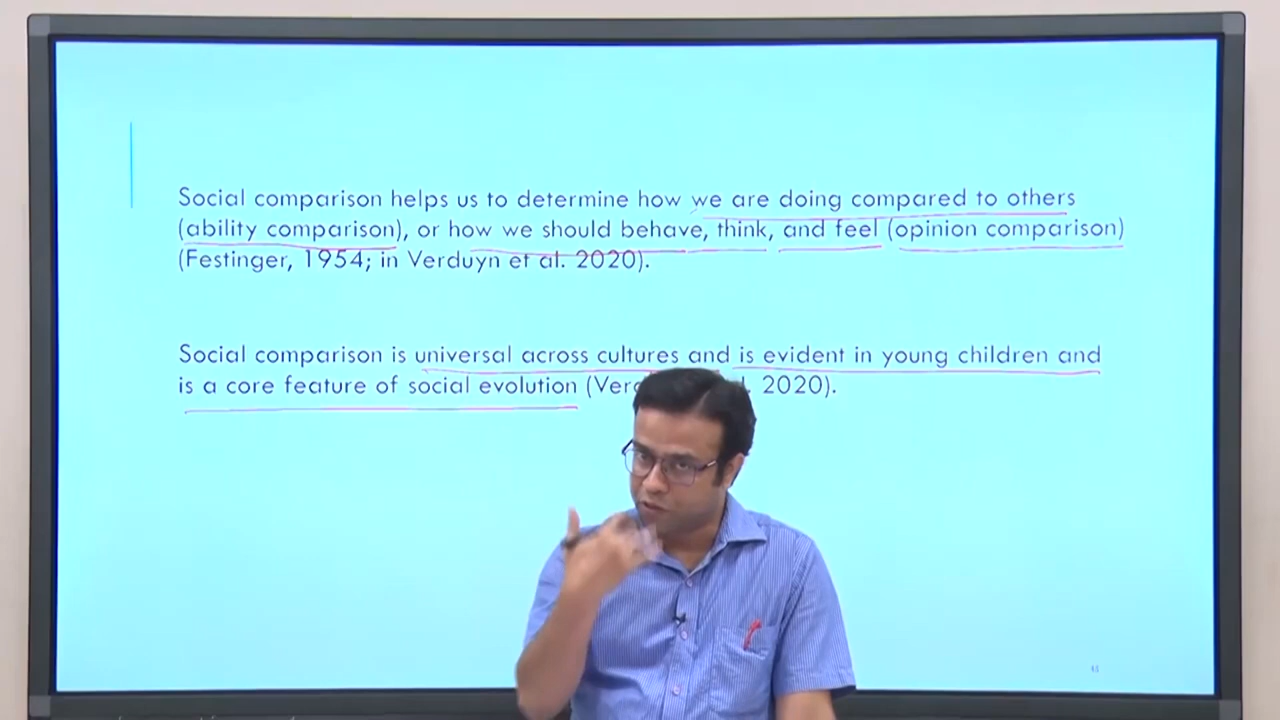 Social comparison helps us to determine how we are doing compared to others
(ability comparison), or how we should behave, think, and feel (opinion comparison)
(Festinger, 1954; in Verduyn et al. 2020).
Social comparison is universal across cultures and is evident in young children and
is a core feature of social evolution (Ver 2020).